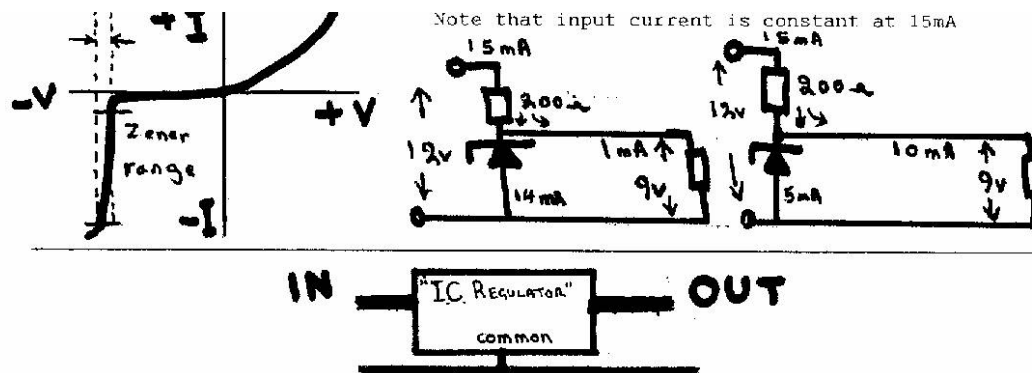 +I
-V
+V
Zener
range
-I
Note that input current is constant at 15mA
15mA
200Ω
12v
1mA
9v
14mA
15mA
200Ω
12v
10mA
9v
5mA
IN
"I.C. REGULATOR"
common
OUT